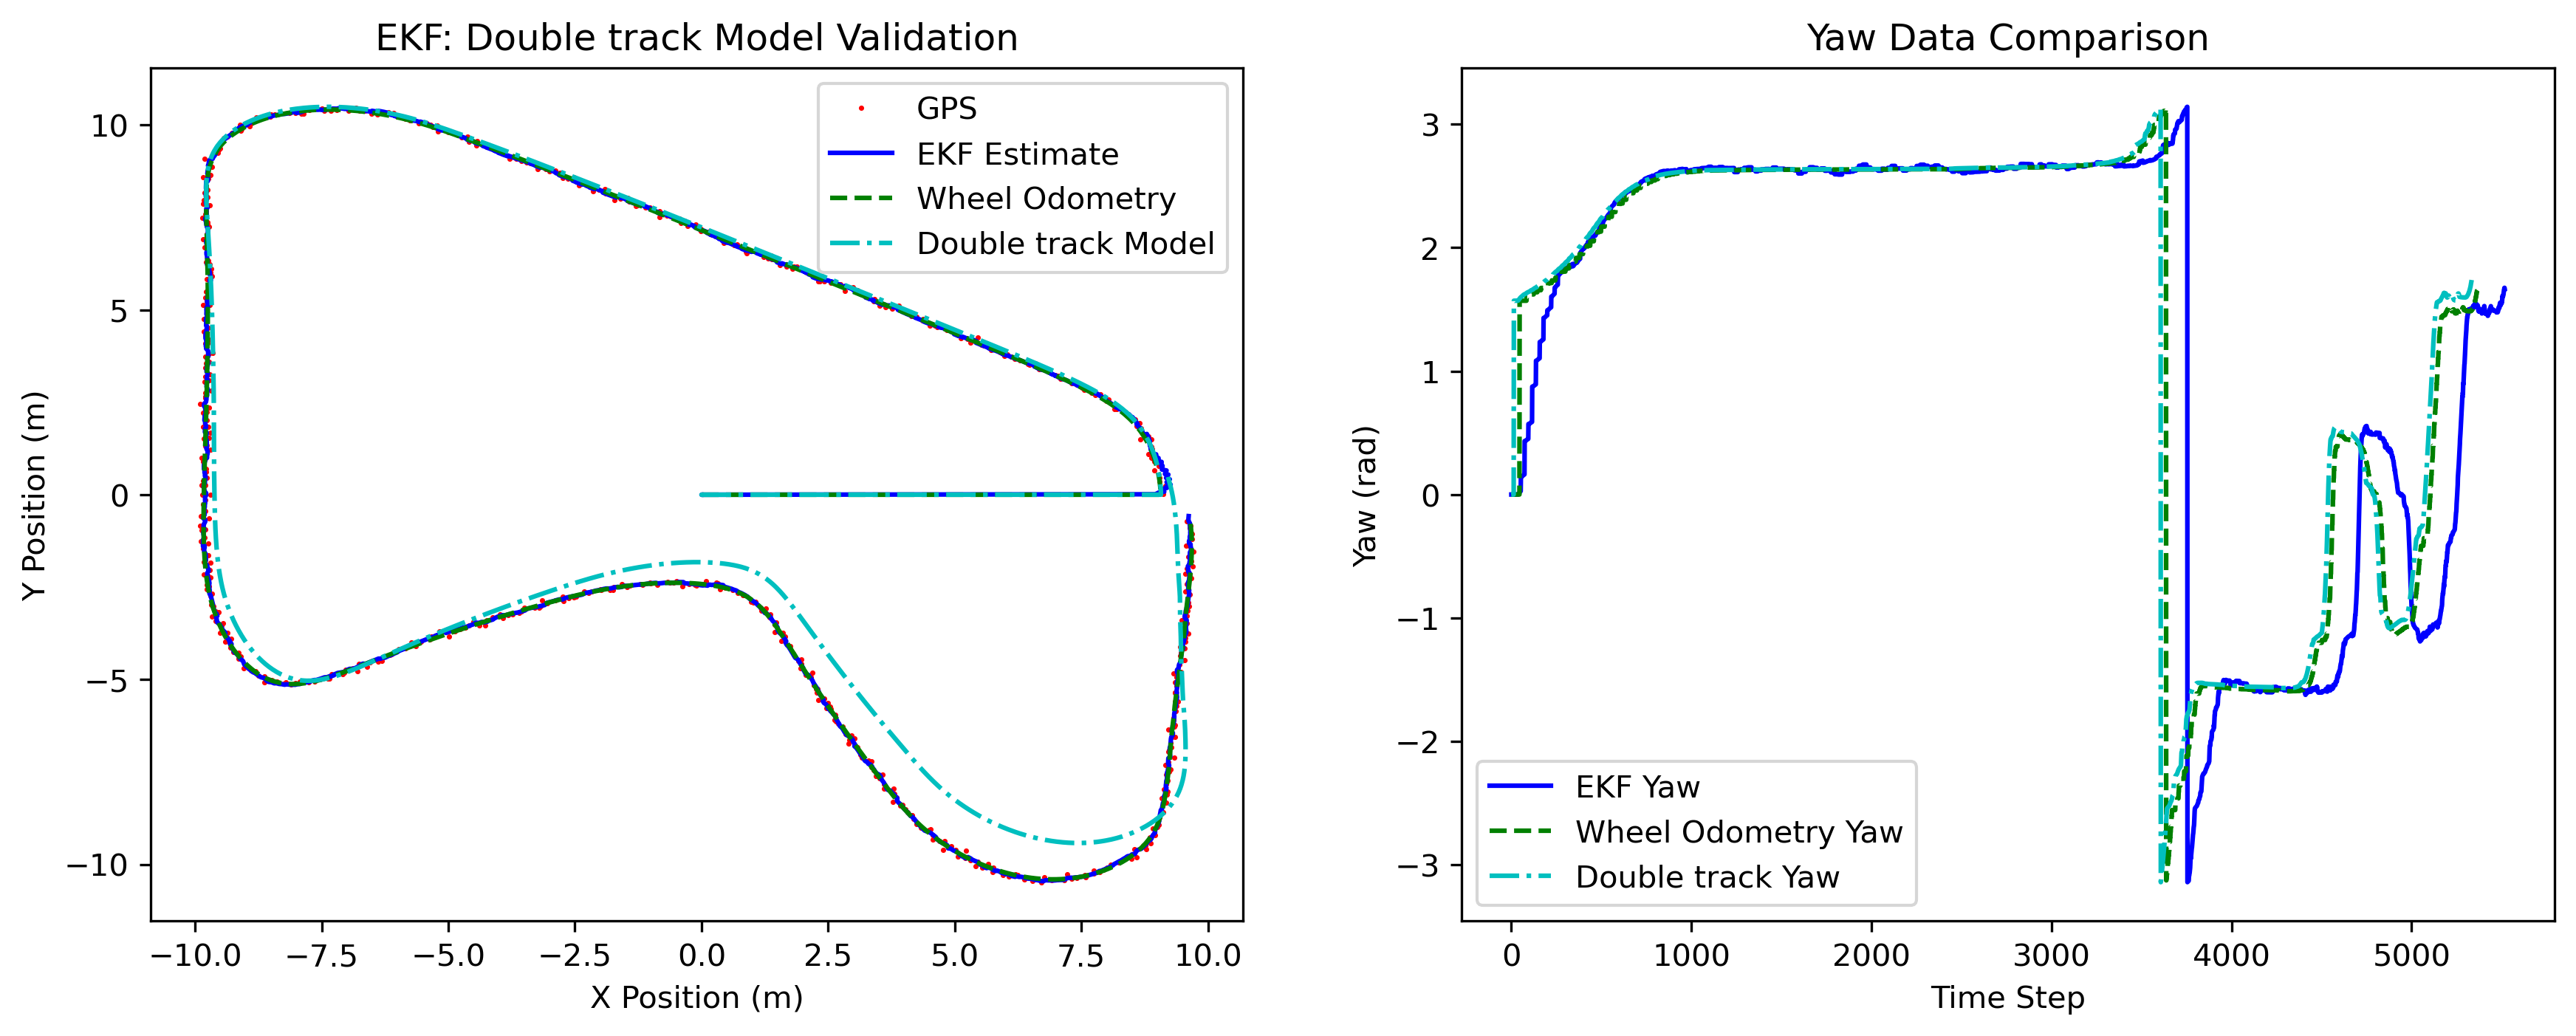 EKF: Double track Model Validation
GPS
EKF Estimate
Wheel Odometry
Double track Model
10
5
0
−5
−10
Y Position (m)
−10.0 −7.5 −5.0 −2.5 0.0 2.5 5.0 7.5 10.0
X Position (m)
Yaw Data Comparison
3
2
1
0
−1
−2
−3
Yaw (rad)
EKF Yaw
Wheel Odometry Yaw
Double track Yaw
0 1000 2000 3000 4000 5000
Time Step